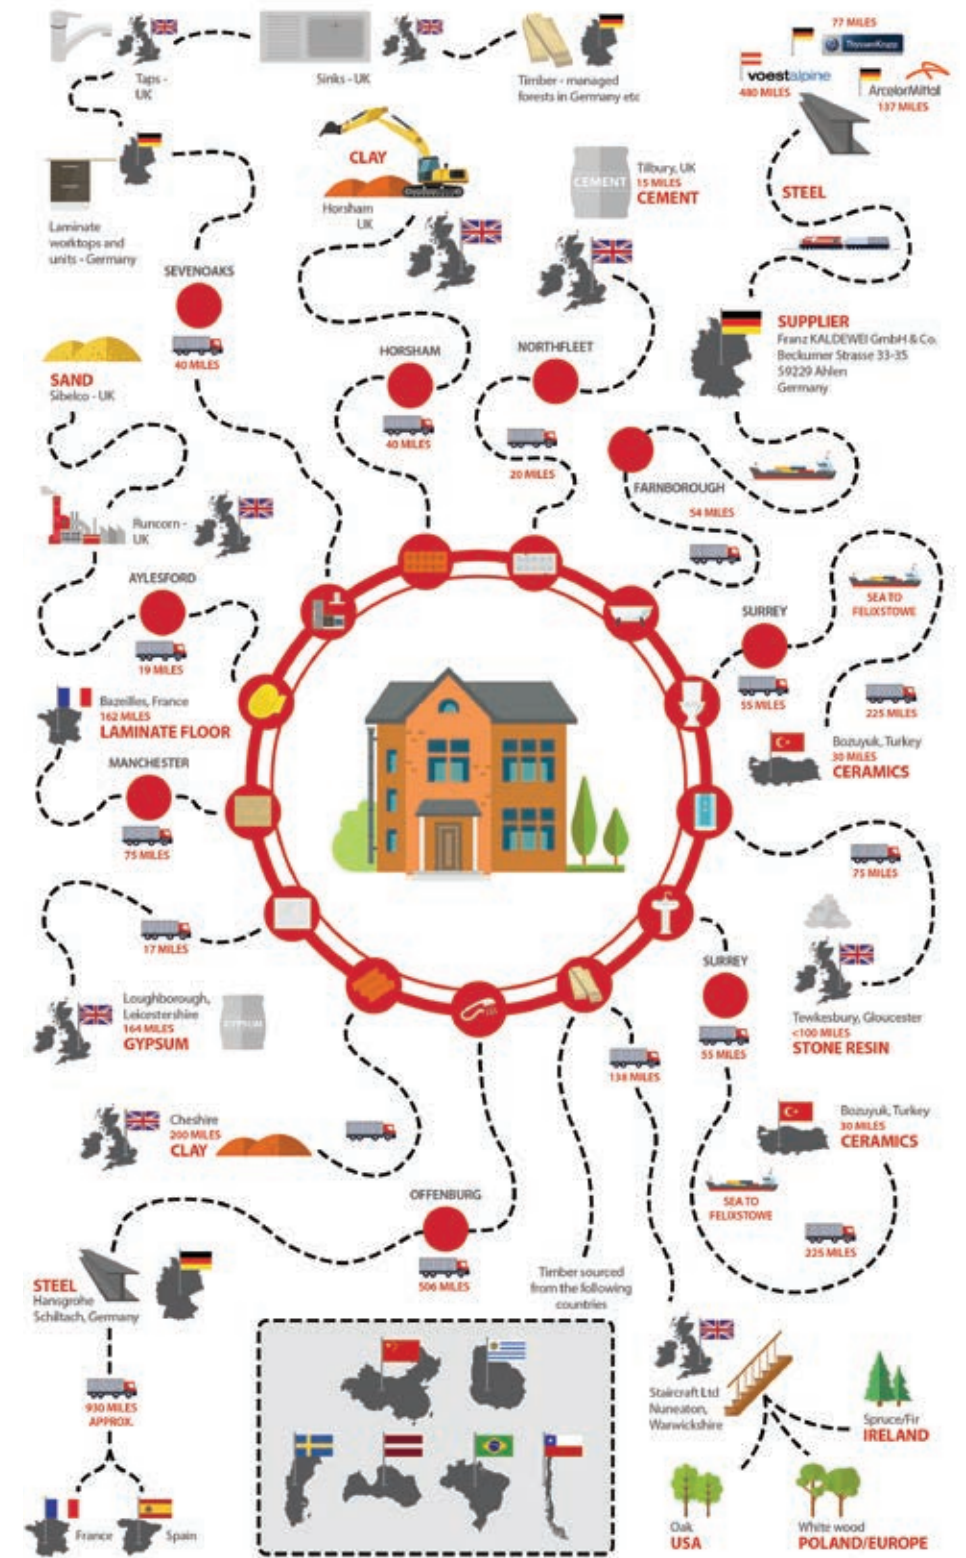 Taps -
UK
Sinks - UK
Timber - managed
forests in Germany etc
77 MILES
ThyssenKrupp
voestalpine
480 MILES
ArcelorMittal
137 MILES
STEEL
CLAY
Horsham
UK
CEMENT
Tilbury, UK
15 MILES
CEMENT
Laminate
worktops and
units - Germany
SEVENOAKS
40 MILES
SUPPLIER
Franz KALDEWEI GmbH & Co.
Beckumer Strasse 33-35
59229 Ahlen
Germany
HORSHAM
40 MILES
NORTHFLEET
20 MILES
SAND
Sibelco - UK
FARNBOROUGH
54 MILES
Runcorn -
UK
AYLESFORD
19 MILES
SEA TO
FELIXSTOWE
SURREY
55 MILES
225 MILES
Bazeilles, France
162 MILES
LAMINATE FLOOR
Bozuyuk, Turkey
30 MILES
CERAMICS
MANCHESTER
75 MILES
75 MILES
17 MILES
SURREY
55 MILES
Loughborough,
Leicestershire
164 MILES
GYPSUM
GYPSUM
Tewkesbury, Gloucester
<100 MILES
STONE RESIN
138 MILES
Cheshire
200 MILES
CLAY
Bozuyuk, Turkey
30 MILES
CERAMICS
SEA TO
FELIXSTOWE
225 MILES
OFFENBURG
506 MILES
STEEL
Hansgrohe
Schiltach, Germany
Timber sourced
from the following
countries
930 MILES
APPROX.
France
Spain
Staircraft Ltd
Nuneaton,
Warwickshire
Spruce/Fir
IRELAND
Oak
USA
White wood
POLAND/EUROPE